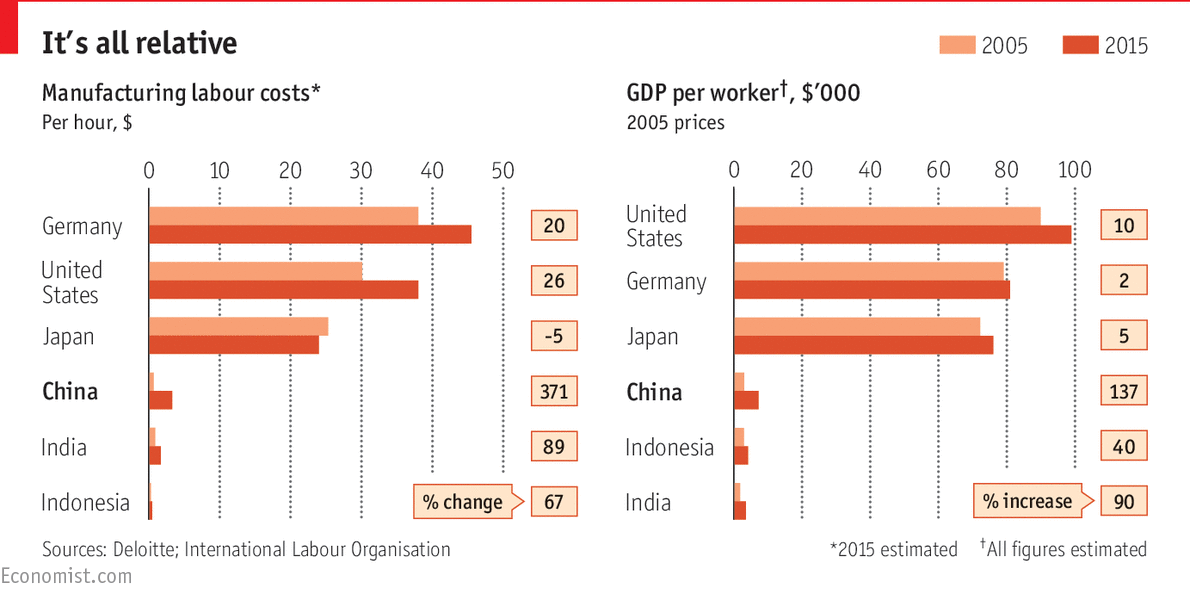 It's all relative
2005 2015
Manufacturing labour costs*
Per hour, $
0 10 20 30 40 50
Germany 20
United
States
26
Japan -5
China 371
India 89
Indonesia % change 67
GDP per worker†, $'000
2005 prices
0 20 40 60 80 100
United
States
10
Germany 2
Japan 5
China 137
Indonesia 40
India % increase 90
Sources: Deloitte; International Labour Organisation
*2015 estimated †All figures estimated
Economist.com